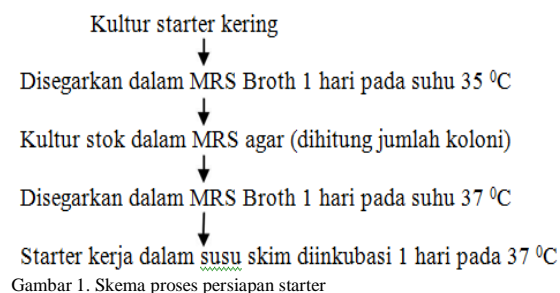 Kultur starter kering
Disegarkan dalam MRS Broth 1 hari pada suhu 35 ⁰C
Kultur stok dalam MRS agar (dihitung jumlah koloni)
Disegarkan dalam MRS Broth 1 hari pada suhu 37 ⁰C
Starter kerja dalam susu skim diinkubasi 1 hari pada 37 ⁰C
Gambar 1. Skema proses persiapan starter